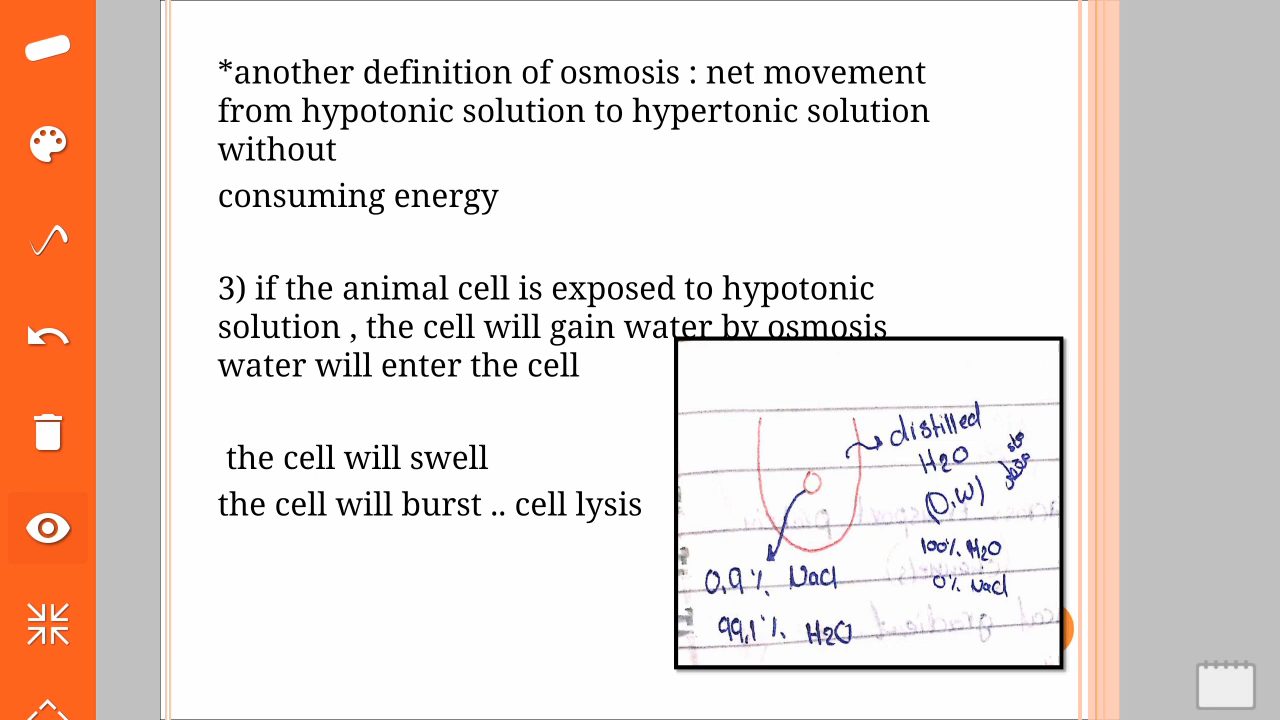 *another definition of osmosis : net movement
from hypotonic solution to hypertonic solution
without
consuming energy
3) if the animal cell is exposed to hypotonic
solution , the cell will gain water by osmosis
water will enter the cell
the cell will swell
the cell will burst .. cell lysis
distilled
H2O
(D.W)
100% H2O
0% Nacl
0,9% Nacl
99,1% H2O